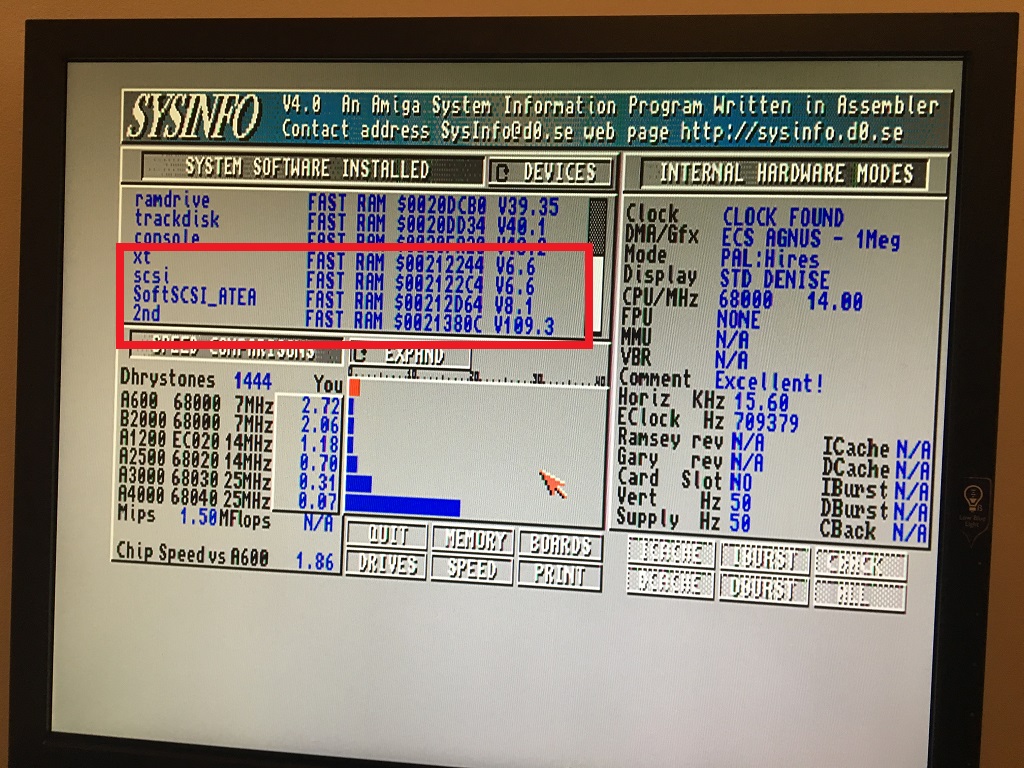 SYSINFO V4.0 An Amiga System Information Program Written in Assembler
Contact address SysInfo@d0.se web page http://sysinfo.d0.se
SYSTEM SOFTWARE INSTALLED DEVICES
ramdrive FAST RAM $0020DCB0 V39.35
trackdisk FAST RAM $0020DD34 V40.1
console FAST RAM
xt FAST RAM $00212244 V6.6
scsi FAST RAM $002122C4 V6.6
SoftSCSI_ATEA FAST RAM $00212D64 V8.1
2nd FAST RAM $0021380C V109.3
SPEED COMPARISONS EXPAND
10 20 30 40
Dhrystones 1444 You
A600 68000 7MHz 2.72
B2000 68000 7MHz 2.06
A1200 EC020 14MHz 1.18
A2500 68020 14MHz 0.70
A3000 68030 25MHz 0.31
A4000 68040 25MHz 0.07
Mips 1.50 MFlops N/A
Chip Speed vs A600 1.86
QUIT MEMORY BOARDS
DRIVES SPEED PRINT
INTERNAL HARDWARE MODES
Clock CLOCK FOUND
DMA/Gfx ECS AGNUS - 1Meg
Mode PAL:Hires
Display STD DENISE
CPU/MHz 68000 14.00
FPU NONE
MMU N/A
VBR N/A
Comment Excellent!
Horiz KHz 15.60
EClock Hz 709379
Ramsey rev N/A ICache N/A
Gary rev N/A DCache N/A
Card Slot NO IBurst N/A
Vert Hz 50 DBurst N/A
Supply Hz 50 CBack N/A
ICACHE IBURST CBACK
DCACHE DBURST ALL